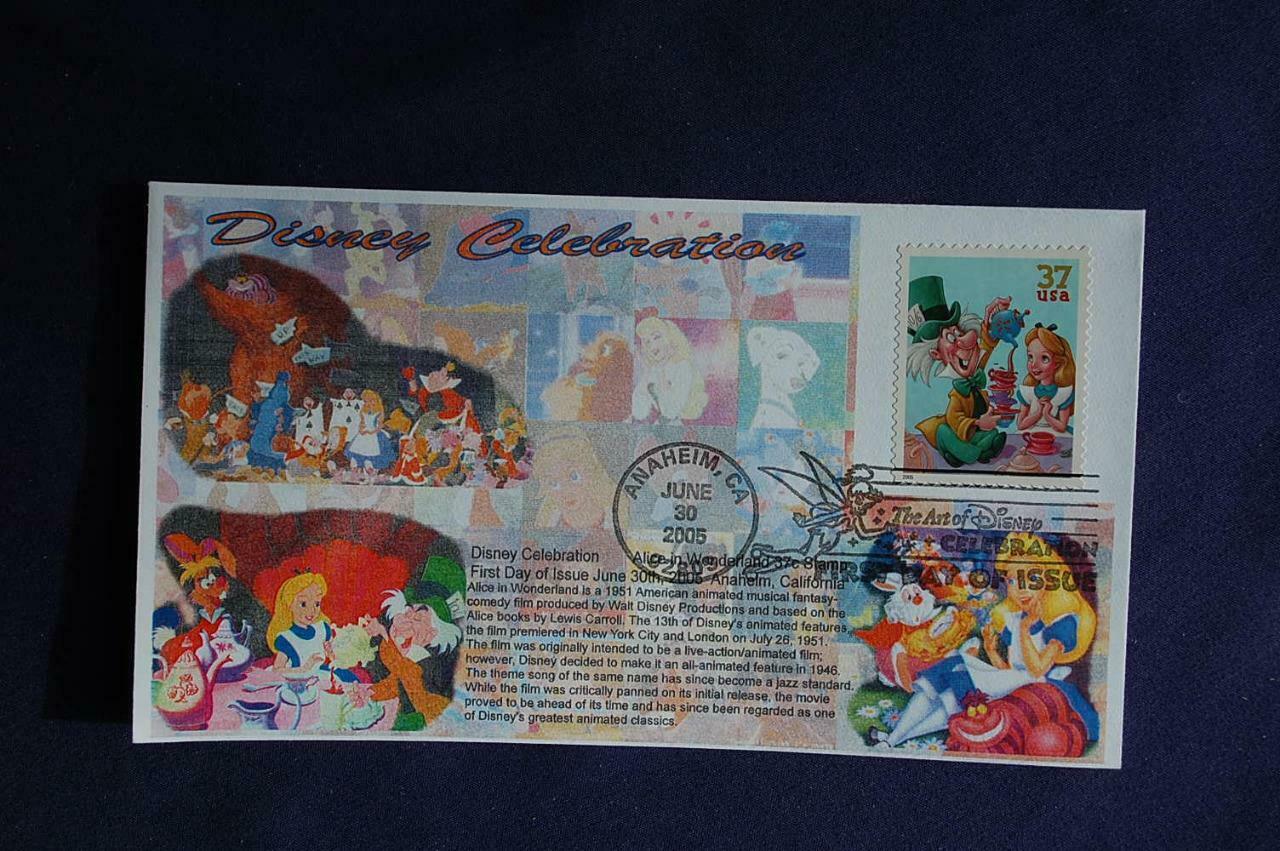 Disney Celebration
37
usa
NO
WAY
ANAHEIM, CA
JUNE
30
2005
2005
The Art of Disney
CELEBRATION
FIRST DAY OF ISSUE
Disney Celebration Alice in Wonderland 37c Stamp
First Day of Issue June 30th, 2005 Anaheim, California
Alice in Wonderland is a 1951 American animated musical fantasy-
comedy film produced by Walt Disney Productions and based on the
Alice books by Lewis Carroll. The 13th of Disney's animated features,
the film premiered in New York City and London on July 26, 1951.
The film was originally intended to be a live-action/animated film;
however, Disney decided to make it an all-animated feature in 1946.
The theme song of the same name has since become a jazz standard.
While the film was critically panned on its initial release, the movie
proved to be ahead of its time and has since been regarded as one
of Disney's greatest animated classics.